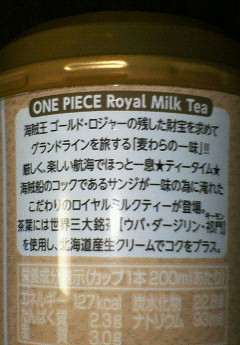 ONE PIECE Royal Milk Tea
海賊王 ゴールド・ロジャーの残した財宝を求めて
グランドラインを旅する「麦わらの一味」!!
厳しく、楽しい航海でほっと一息★ティータイム★
海賊船のコックであるサンジが一味の為に淹れた
こだわりのロイヤルミルクティーが登場。
茶葉には世界三大銘茶【ウバ・ダージリン・祁門】
キーモン
を使用し、北海道産生クリームでコクをプラス。
栄養成分表示(カップ1本 200mlあたり)
エネルギー 127kcal 炭水化物 22.8g
たんぱく質 2.3g ナトリウム 93mg
脂質 3.0g